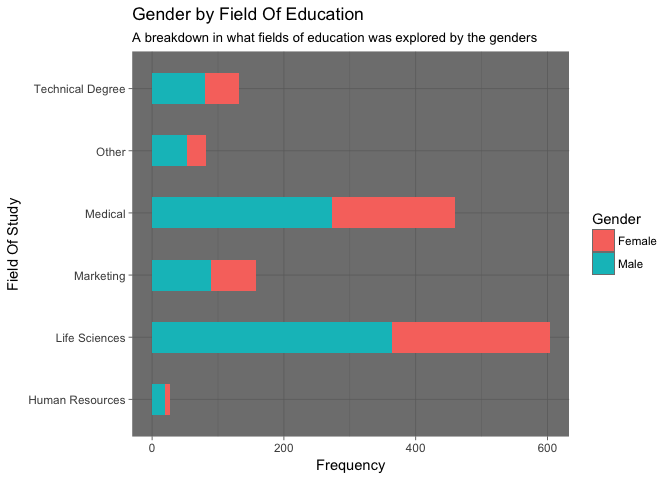 Gender by Field Of Education
A breakdown in what fields of education was explored by the genders
Field Of Study
Technical Degree
Other
Medical
Marketing
Life Sciences
Human Resources
0 200 400 600
Frequency
Gender
Female
Male